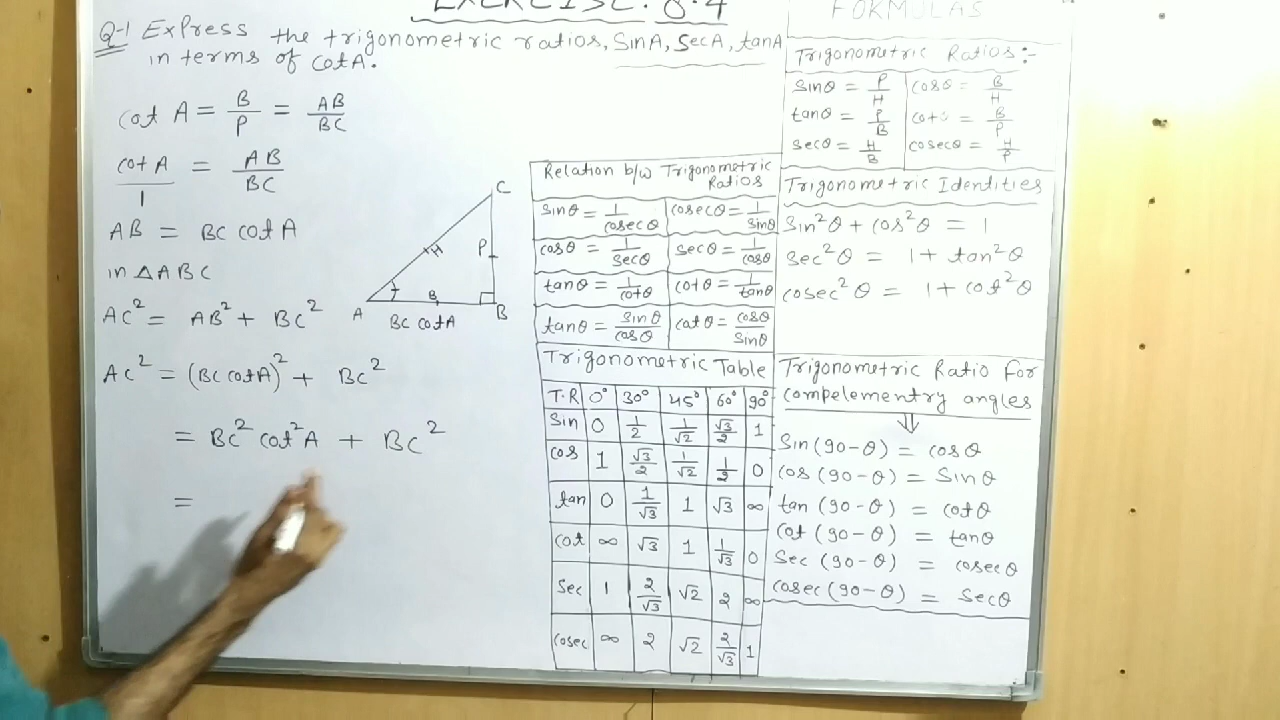 EXERCISE: 8.4
Q-1 Express the trigonometric ratios, SinA, SecA, tanA
in terms of cotA.
cot A = B/P = AB/BC
cot A/1 = AB/BC
AB = BC cotA
in △ABC
AC² = AB² + BC²
AC² = (BC cotA)² + BC²
= BC² cot²A + BC²
=
C
H
P
A
B
B
BC cotA
Relation b/w Trigonometric
Ratios
sinθ = 1/cosecθ cosecθ = 1/sinθ
cosθ = 1/secθ secθ = 1/cosθ
tanθ = 1/cotθ cotθ = 1/tanθ
tanθ = sinθ/cosθ cotθ = cosθ/sinθ
Trigonometric Table
T.R 0° 30° 45° 60° 90°
Sin 0 1/2 1/√2 √3/2 1
cos 1 √3/2 1/√2 1/2 0
tan 0 1/√3 1 √3 ∞
cot ∞ √3 1 1/√3 0
Sec 1 2/√3 √2 2 ∞
cosec ∞ 2 √2 2/√3 1
FORMULAS
Trigonometric Ratios:-
sinθ = P/H cosθ = B/H
tanθ = P/B cotθ = B/P
secθ = H/B cosecθ = H/P
Trigonometric Identities
Sin²θ + cos²θ = 1
sec²θ = 1 + tan²θ
cosec²θ = 1 + cot²θ
Trigonometric Ratio For
compelementry angles
Sin (90-θ) = cosθ
cos (90-θ) = Sinθ
tan (90-θ) = cotθ
cot (90-θ) = tanθ
Sec (90-θ) = cosecθ
cosec (90-θ) = Secθ